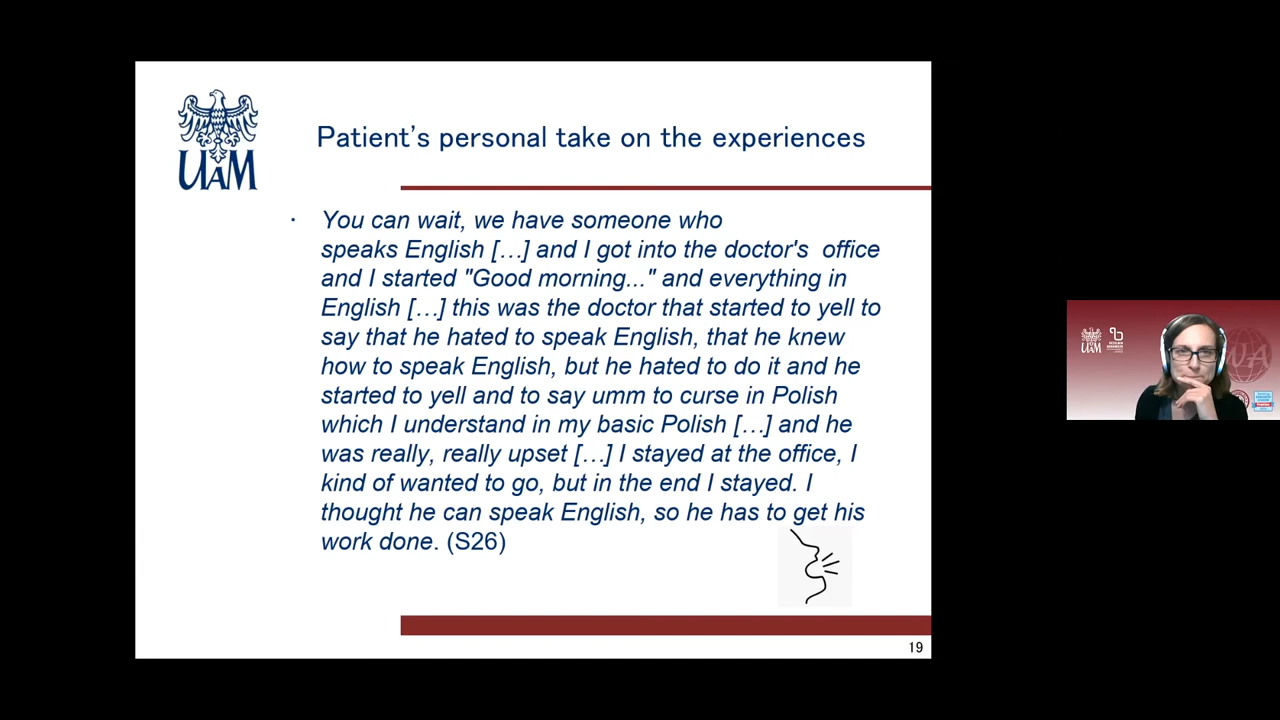 UAM
Patient’s personal take on the experiences
• You can wait, we have someone who
speaks English […] and I got into the doctor's office
and I started "Good morning..." and everything in
English […] this was the doctor that started to yell to
say that he hated to speak English, that he knew
how to speak English, but he hated to do it and he
started to yell and to say umm to curse in Polish
which I understand in my basic Polish […] and he
was really, really upset […] I stayed at the office, I
kind of wanted to go, but in the end I stayed. I
thought he can speak English, so he has to get his
work done. (S26)
19
UAM
WA